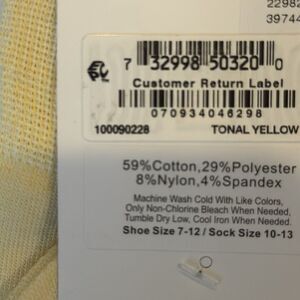 22982
39744
7 32998 50320 0
Customer Return Label
070934046298
100090228 TONAL YELLOW
59%Cotton,29%Polyester
8%Nylon,4%Spandex
Machine Wash Cold With Like Colors,
Only Non-Chlorine Bleach When Needed,
Tumble Dry Low, Cool Iron When Needed.
Shoe Size 7-12 / Sock Size 10-13